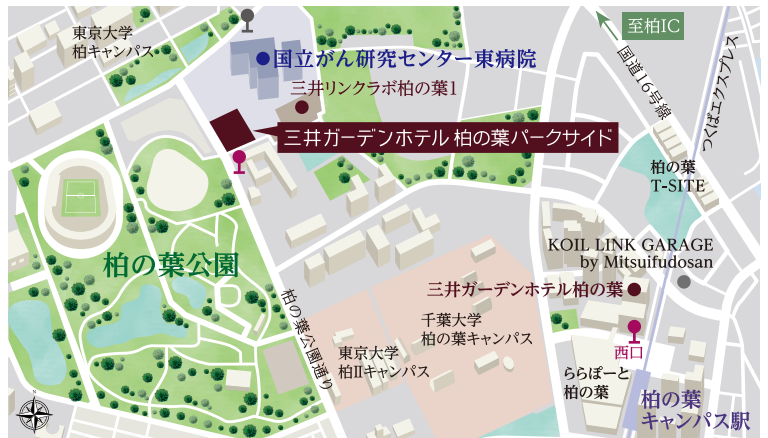 東京大学
柏キャンパス
国立がん研究センター東病院
三井リンクラボ柏の葉1
三井ガーデンホテル 柏の葉パークサイド
至柏IC
国道16号線
つくばエクスプレス
柏の葉
T-SITE
KOIL LINK GARAGE
by Mitsuifudosan
柏の葉公園
三井ガーデンホテル柏の葉
柏の葉公園通り
千葉大学
柏の葉キャンパス
東京大学
柏IIキャンパス
西口
ららぽーと
柏の葉
柏の葉
キャンパス駅
N